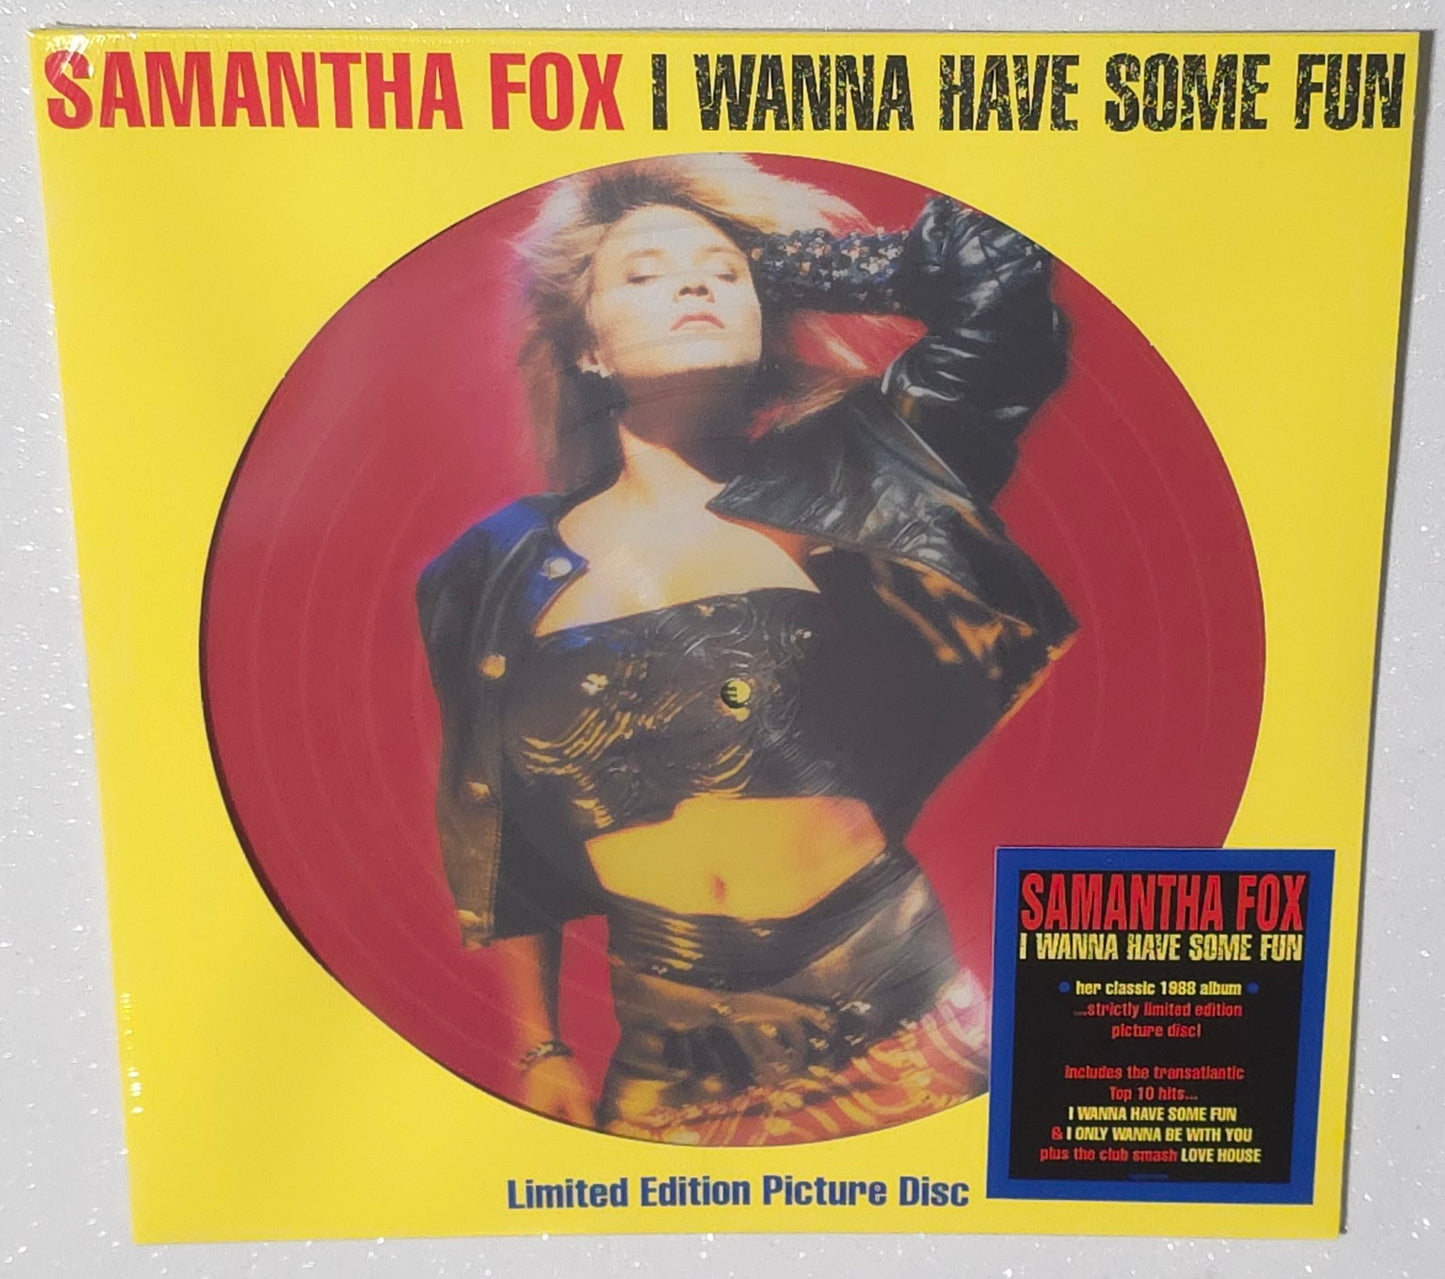 SAMANTHA FOX I WANNA HAVE SOME FUN
SAMANTHA FOX
I WANNA HAVE SOME FUN
• her classic 1988 album •
...strictly limited edition
picture disc!
includes the transatlantic
Top 10 hits...
I WANNA HAVE SOME FUN
& I ONLY WANNA BE WITH YOU
plus the club smash LOVE HOUSE
Limited Edition Picture Disc